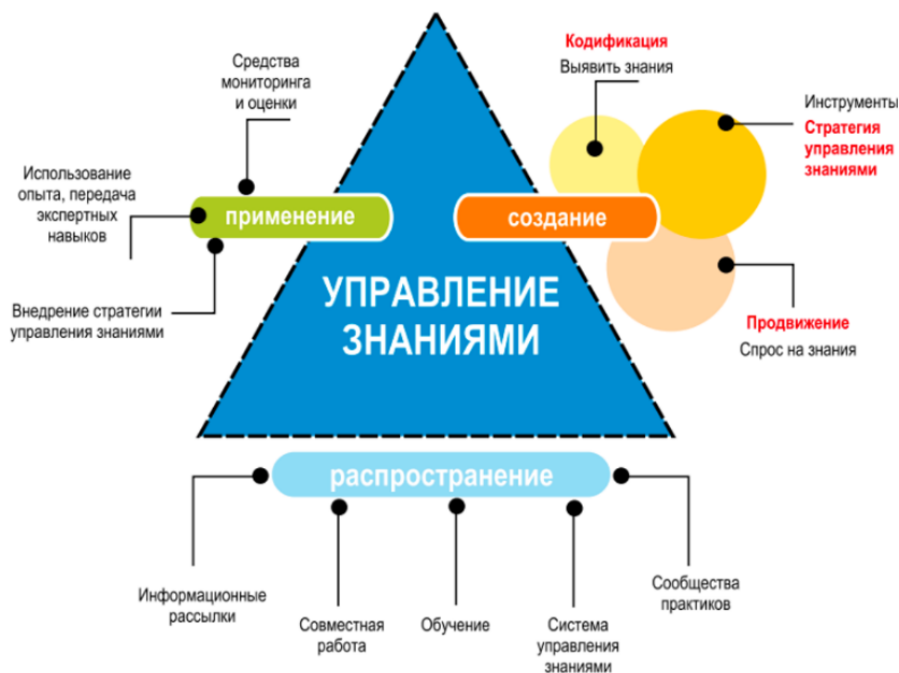 Средства
мониторинга
и оценки
Кодификация
Выявить знания
Инструменты
Стратегия
управления
знаниями
Использование
опыта, передача
экспертных
навыков
применение
создание
УПРАВЛЕНИЕ
ЗНАНИЯМИ
Внедрение стратегии
управления знаниями
Продвижение
Спрос на знания
распространение
Информационные
рассылки
Совместная
работа
Обучение
Система
управления
знаниями
Сообщества
практиков